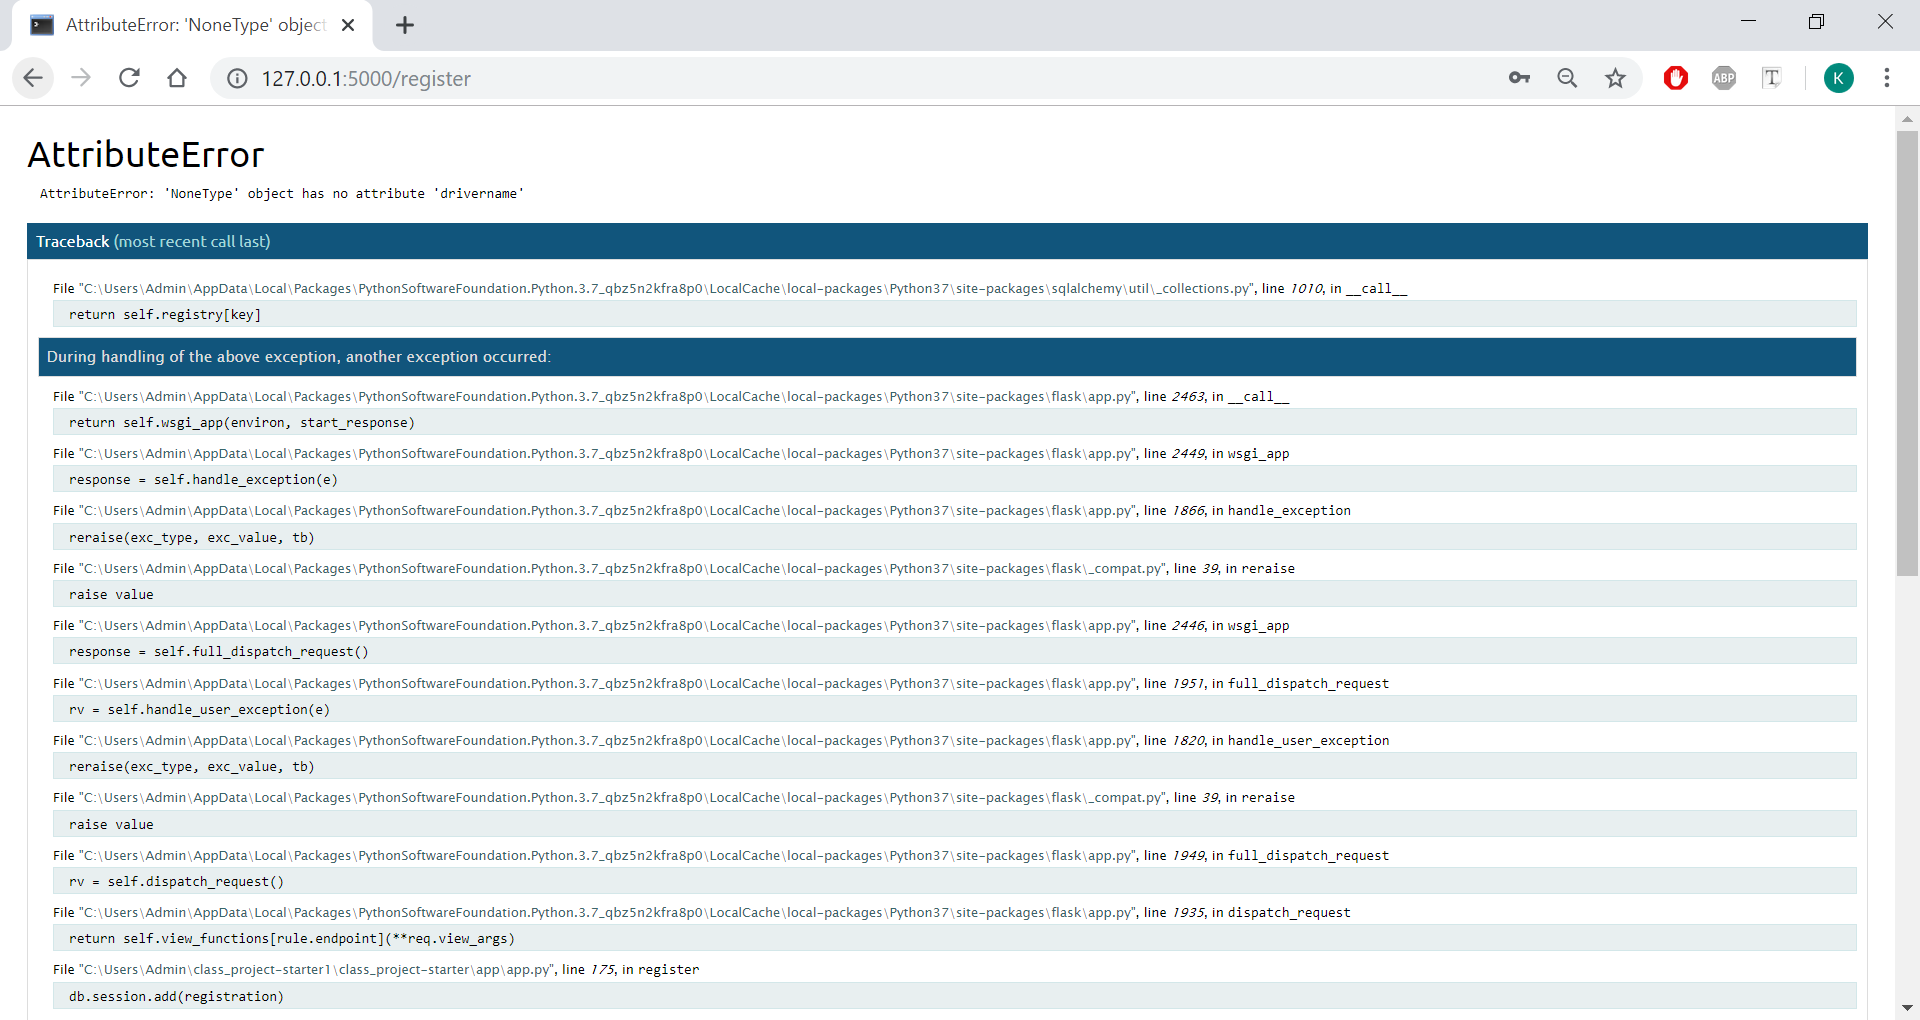 AttributeError: 'NoneType' object
127.0.0.1:5000/register
ABP
T
K
AttributeError
AttributeError: 'NoneType' object has no attribute 'drivername'
Traceback (most recent call last)
File "C:\Users\Admin\AppData\Local\Packages\PythonSoftwareFoundation.Python.3.7_qbz5n2kfra8p0\LocalCache\local-packages\Python37\site-packages\sqlalchemy\util\_collections.py", line 1010, in __call__
return self.registry[key]
During handling of the above exception, another exception occurred:
File "C:\Users\Admin\AppData\Local\Packages\PythonSoftwareFoundation.Python.3.7_qbz5n2kfra8p0\LocalCache\local-packages\Python37\site-packages\flask\app.py", line 2463, in __call__
return self.wsgi_app(environ, start_response)
File "C:\Users\Admin\AppData\Local\Packages\PythonSoftwareFoundation.Python.3.7_qbz5n2kfra8p0\LocalCache\local-packages\Python37\site-packages\flask\app.py", line 2449, in wsgi_app
response = self.handle_exception(e)
File "C:\Users\Admin\AppData\Local\Packages\PythonSoftwareFoundation.Python.3.7_qbz5n2kfra8p0\LocalCache\local-packages\Python37\site-packages\flask\app.py", line 1866, in handle_exception
reraise(exc_type, exc_value, tb)
File "C:\Users\Admin\AppData\Local\Packages\PythonSoftwareFoundation.Python.3.7_qbz5n2kfra8p0\LocalCache\local-packages\Python37\site-packages\flask\_compat.py", line 39, in reraise
raise value
File "C:\Users\Admin\AppData\Local\Packages\PythonSoftwareFoundation.Python.3.7_qbz5n2kfra8p0\LocalCache\local-packages\Python37\site-packages\flask\app.py", line 2446, in wsgi_app
response = self.full_dispatch_request()
File "C:\Users\Admin\AppData\Local\Packages\PythonSoftwareFoundation.Python.3.7_qbz5n2kfra8p0\LocalCache\local-packages\Python37\site-packages\flask\app.py", line 1951, in full_dispatch_request
rv = self.handle_user_exception(e)
File "C:\Users\Admin\AppData\Local\Packages\PythonSoftwareFoundation.Python.3.7_qbz5n2kfra8p0\LocalCache\local-packages\Python37\site-packages\flask\app.py", line 1820, in handle_user_exception
reraise(exc_type, exc_value, tb)
File "C:\Users\Admin\AppData\Local\Packages\PythonSoftwareFoundation.Python.3.7_qbz5n2kfra8p0\LocalCache\local-packages\Python37\site-packages\flask\_compat.py", line 39, in reraise
raise value
File "C:\Users\Admin\AppData\Local\Packages\PythonSoftwareFoundation.Python.3.7_qbz5n2kfra8p0\LocalCache\local-packages\Python37\site-packages\flask\app.py", line 1949, in full_dispatch_request
rv = self.dispatch_request()
File "C:\Users\Admin\AppData\Local\Packages\PythonSoftwareFoundation.Python.3.7_qbz5n2kfra8p0\LocalCache\local-packages\Python37\site-packages\flask\app.py", line 1935, in dispatch_request
return self.view_functions[rule.endpoint](**req.view_args)
File "C:\Users\Admin\class_project-starter1\class_project-starter\app\app.py", line 175, in register
db.session.add(registration)